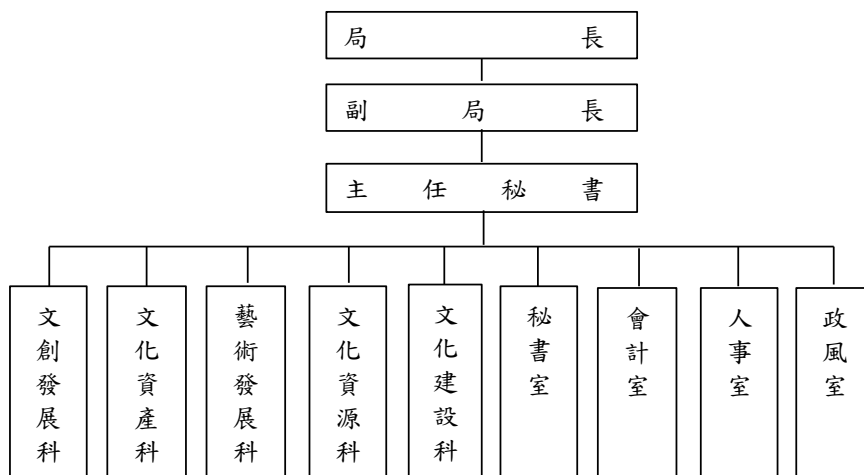 局長
副局長
主任秘書
文創發展科
文化資產科
藝術發展科
文化資源科
文化建設科
秘書室
會計室
人事室
政風室